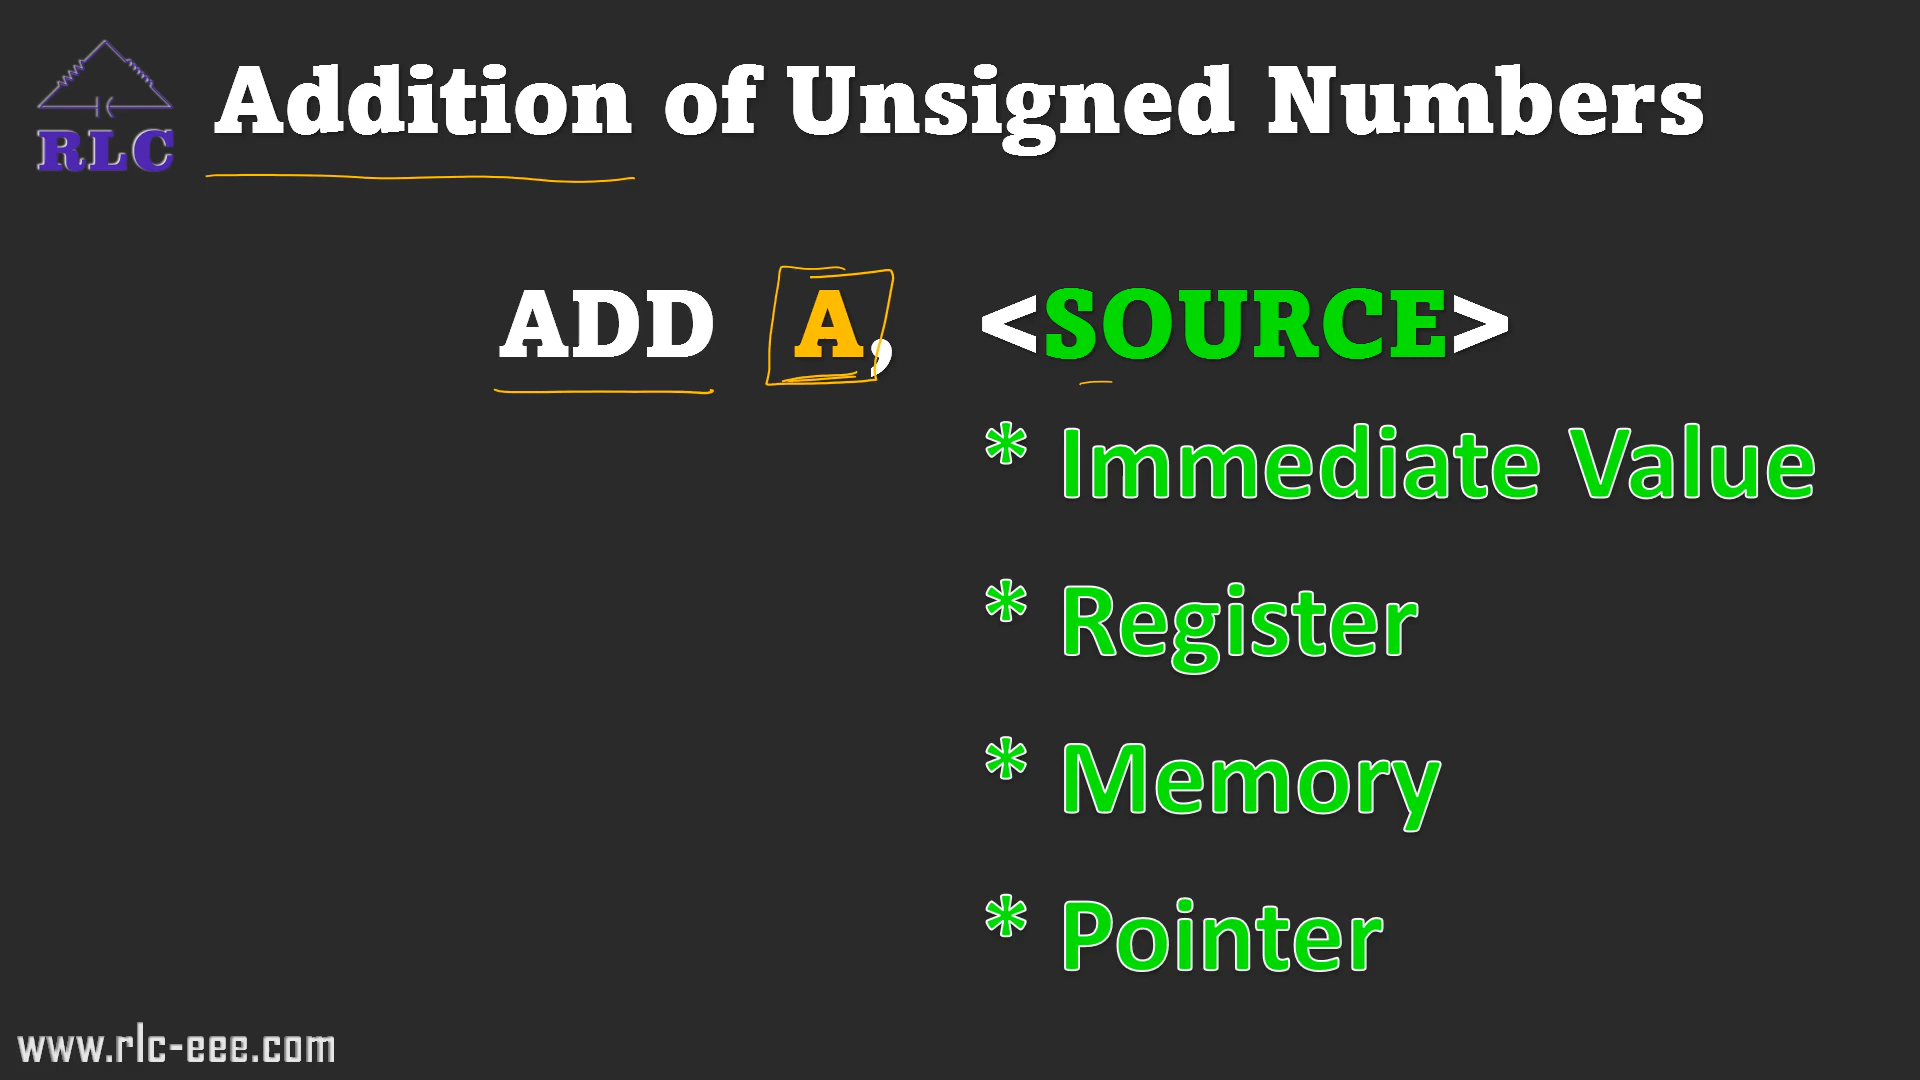 RLC
Addition of Unsigned Numbers
ADD A, <SOURCE>
* Immediate Value
* Register
* Memory
* Pointer
www.rlc-eee.com